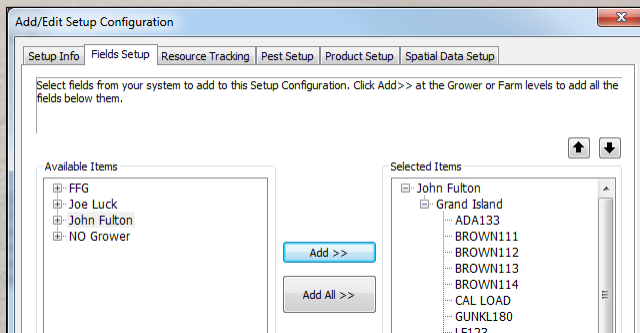 Add/Edit Setup Configuration
Setup Info
Fields Setup
Resource Tracking
Pest Setup
Product Setup
Spatial Data Setup
Select fields from your system to add to this Setup Configuration. Click Add>> at the Grower or Farm levels to add all the
fields below them.
Available Items
FFG
Joe Luck
John Fulton
NO Grower
Add >>
Add All >>
Selected Items
John Fulton
Grand Island
ADA133
BROWN111
BROWN112
BROWN113
BROWN114
CAL LOAD
GUNKL180